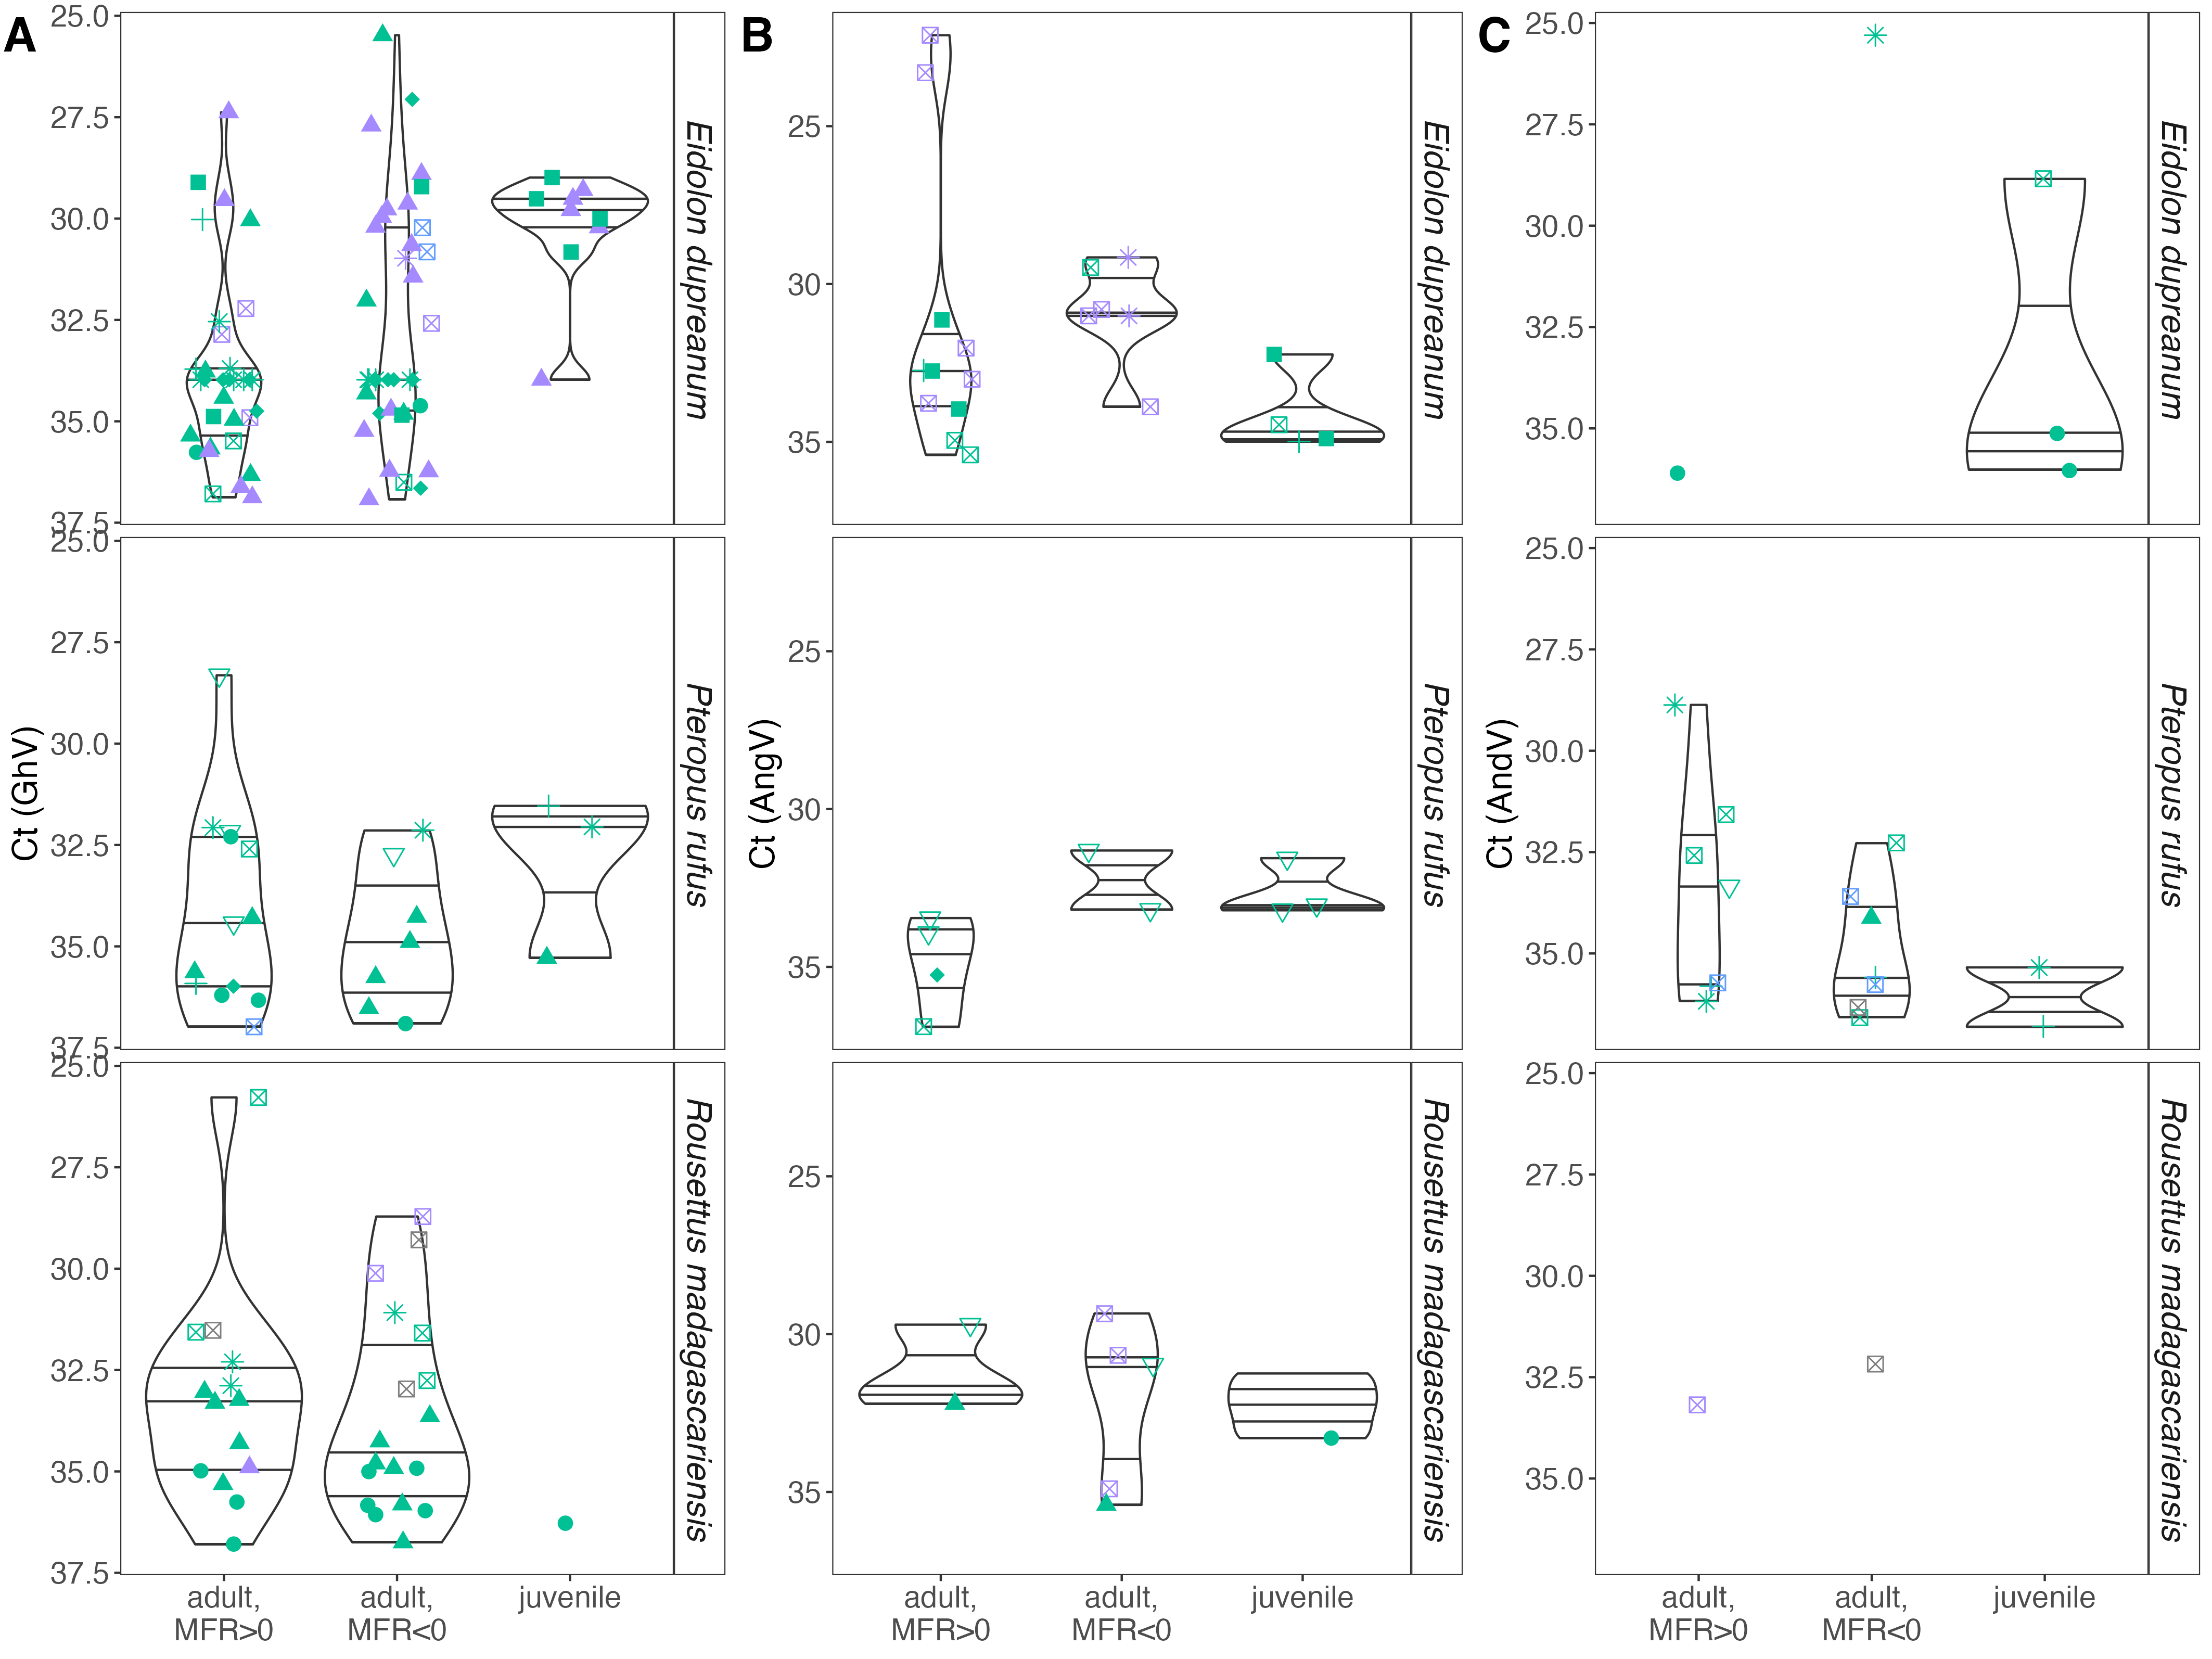 A
25.0
27.5
30.0
32.5
35.0
37.5
Eidolon dupreanum
25.0
27.5
30.0
32.5
35.0
37.5
Pteropus rufus
25.0
27.5
30.0
32.5
35.0
37.5
Rousettus madagascariensis
Ct (GhV)
adult,
MFR>0
adult,
MFR<0
juvenile
B
25
30
35
Eidolon dupreanum
25
30
35
Pteropus rufus
25
30
35
Rousettus madagascariensis
Ct (AngV)
adult,
MFR>0
adult,
MFR<0
juvenile
C
25.0
27.5
30.0
32.5
35.0
Eidolon dupreanum
25.0
27.5
30.0
32.5
35.0
Pteropus rufus
25.0
27.5
30.0
32.5
35.0
Rousettus madagascariensis
Ct (AndV)
adult,
MFR>0
adult,
MFR<0
juvenile